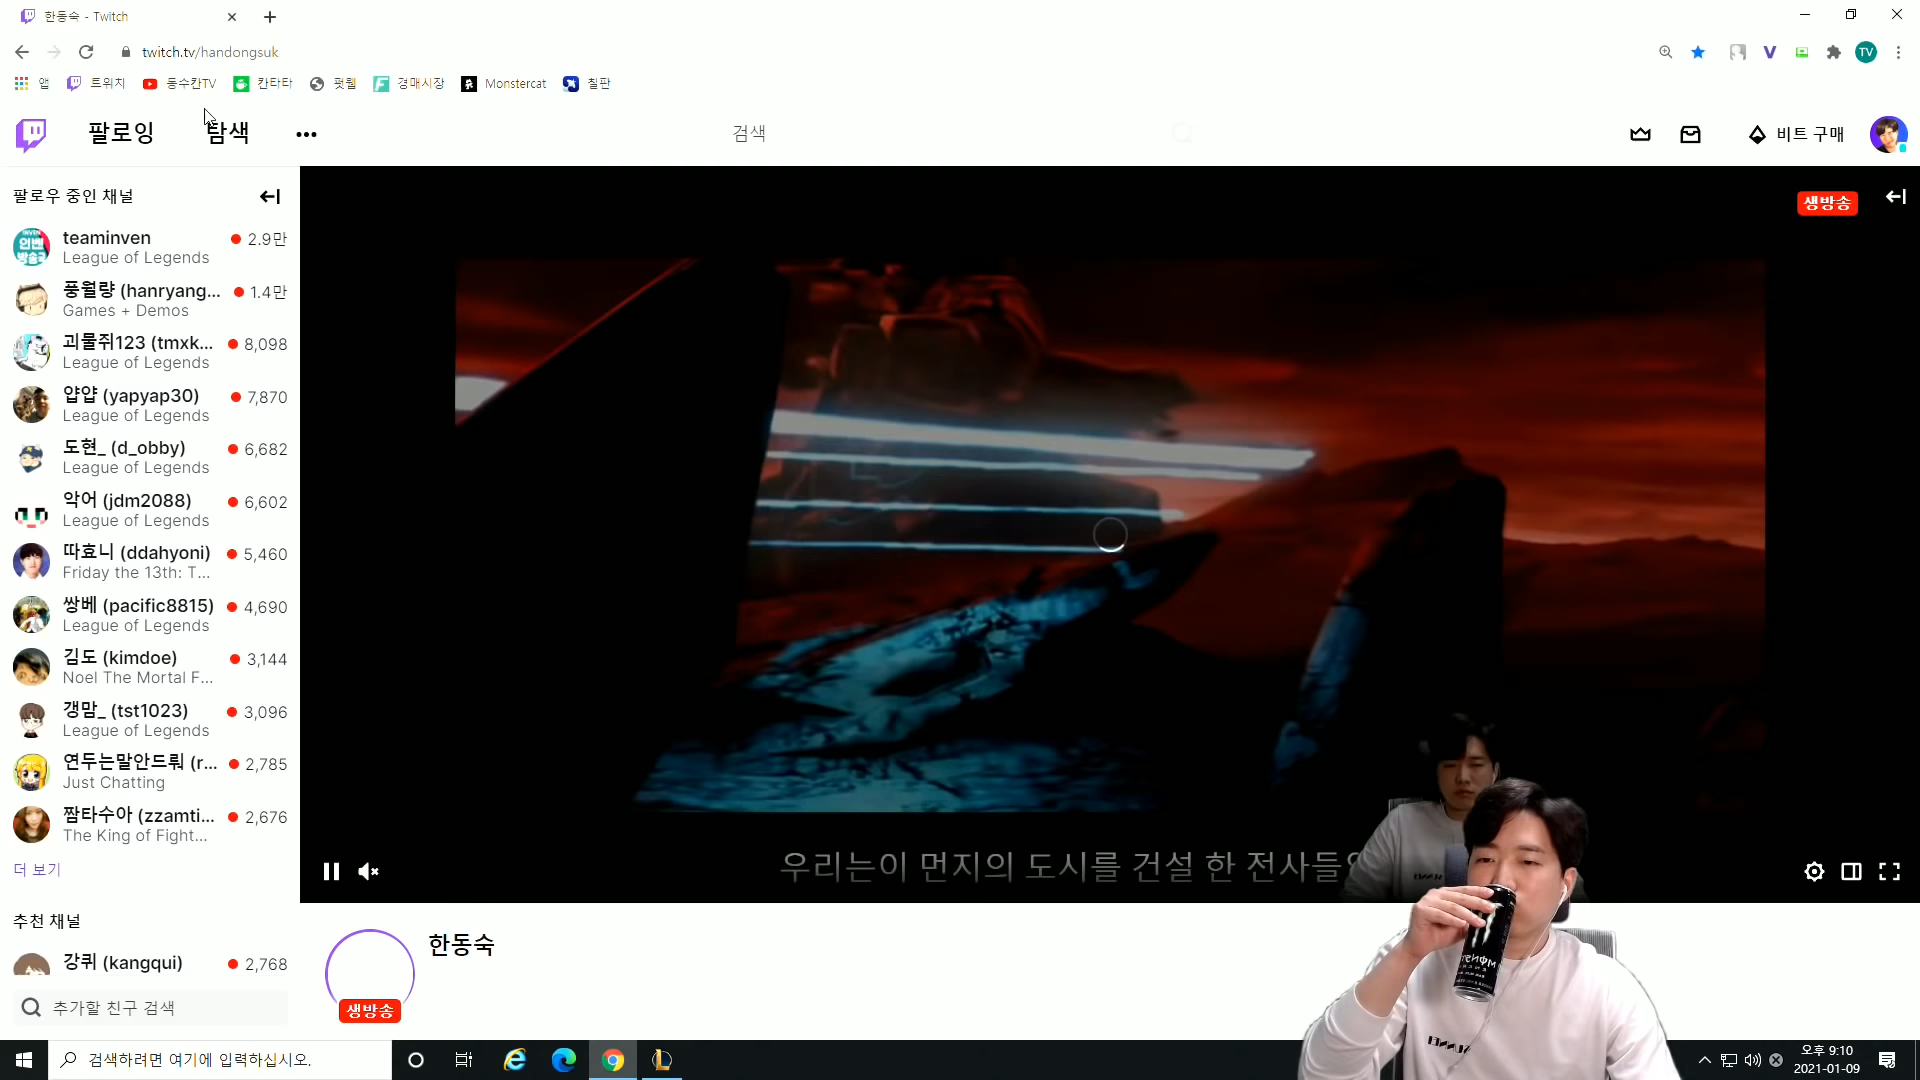 한동숙 - Twitch
twitch.tv/handongsuk
TV
앱
트위치
동수칸TV
칸타타
펏웜
경매시장
Monstercat
칠판
팔로잉
탐색
검색
비트 구매
팔로우 중인 채널
teaminven
2.9만
League of Legends
풍월량 (hanryang...
1.4만
Games + Demos
괴물쥐123 (tmxk...
8,098
League of Legends
얍얍 (yapyap30)
7,870
League of Legends
도현_ (d_obby)
6,682
League of Legends
악어 (jdm2088)
6,602
League of Legends
따효니 (ddahyoni)
5,460
Friday the 13th: T...
쌍베 (pacific8815)
4,690
League of Legends
김도 (kimdoe)
3,144
Noel The Mortal F...
갱맘_ (tst1023)
3,096
League of Legends
연두는말안드뤄 (r...
2,785
Just Chatting
짬타수아 (zzamti...
2,676
The King of Fight...
더 보기
추천 채널
강퀴 (kangqui)
2,768
추가할 친구 검색
생방송
우리는이 먼지의 도시를 건설 한 전사들
한동숙
생방송
검색하려면 여기에 입력하십시오.
오후 9:10
2021-01-09